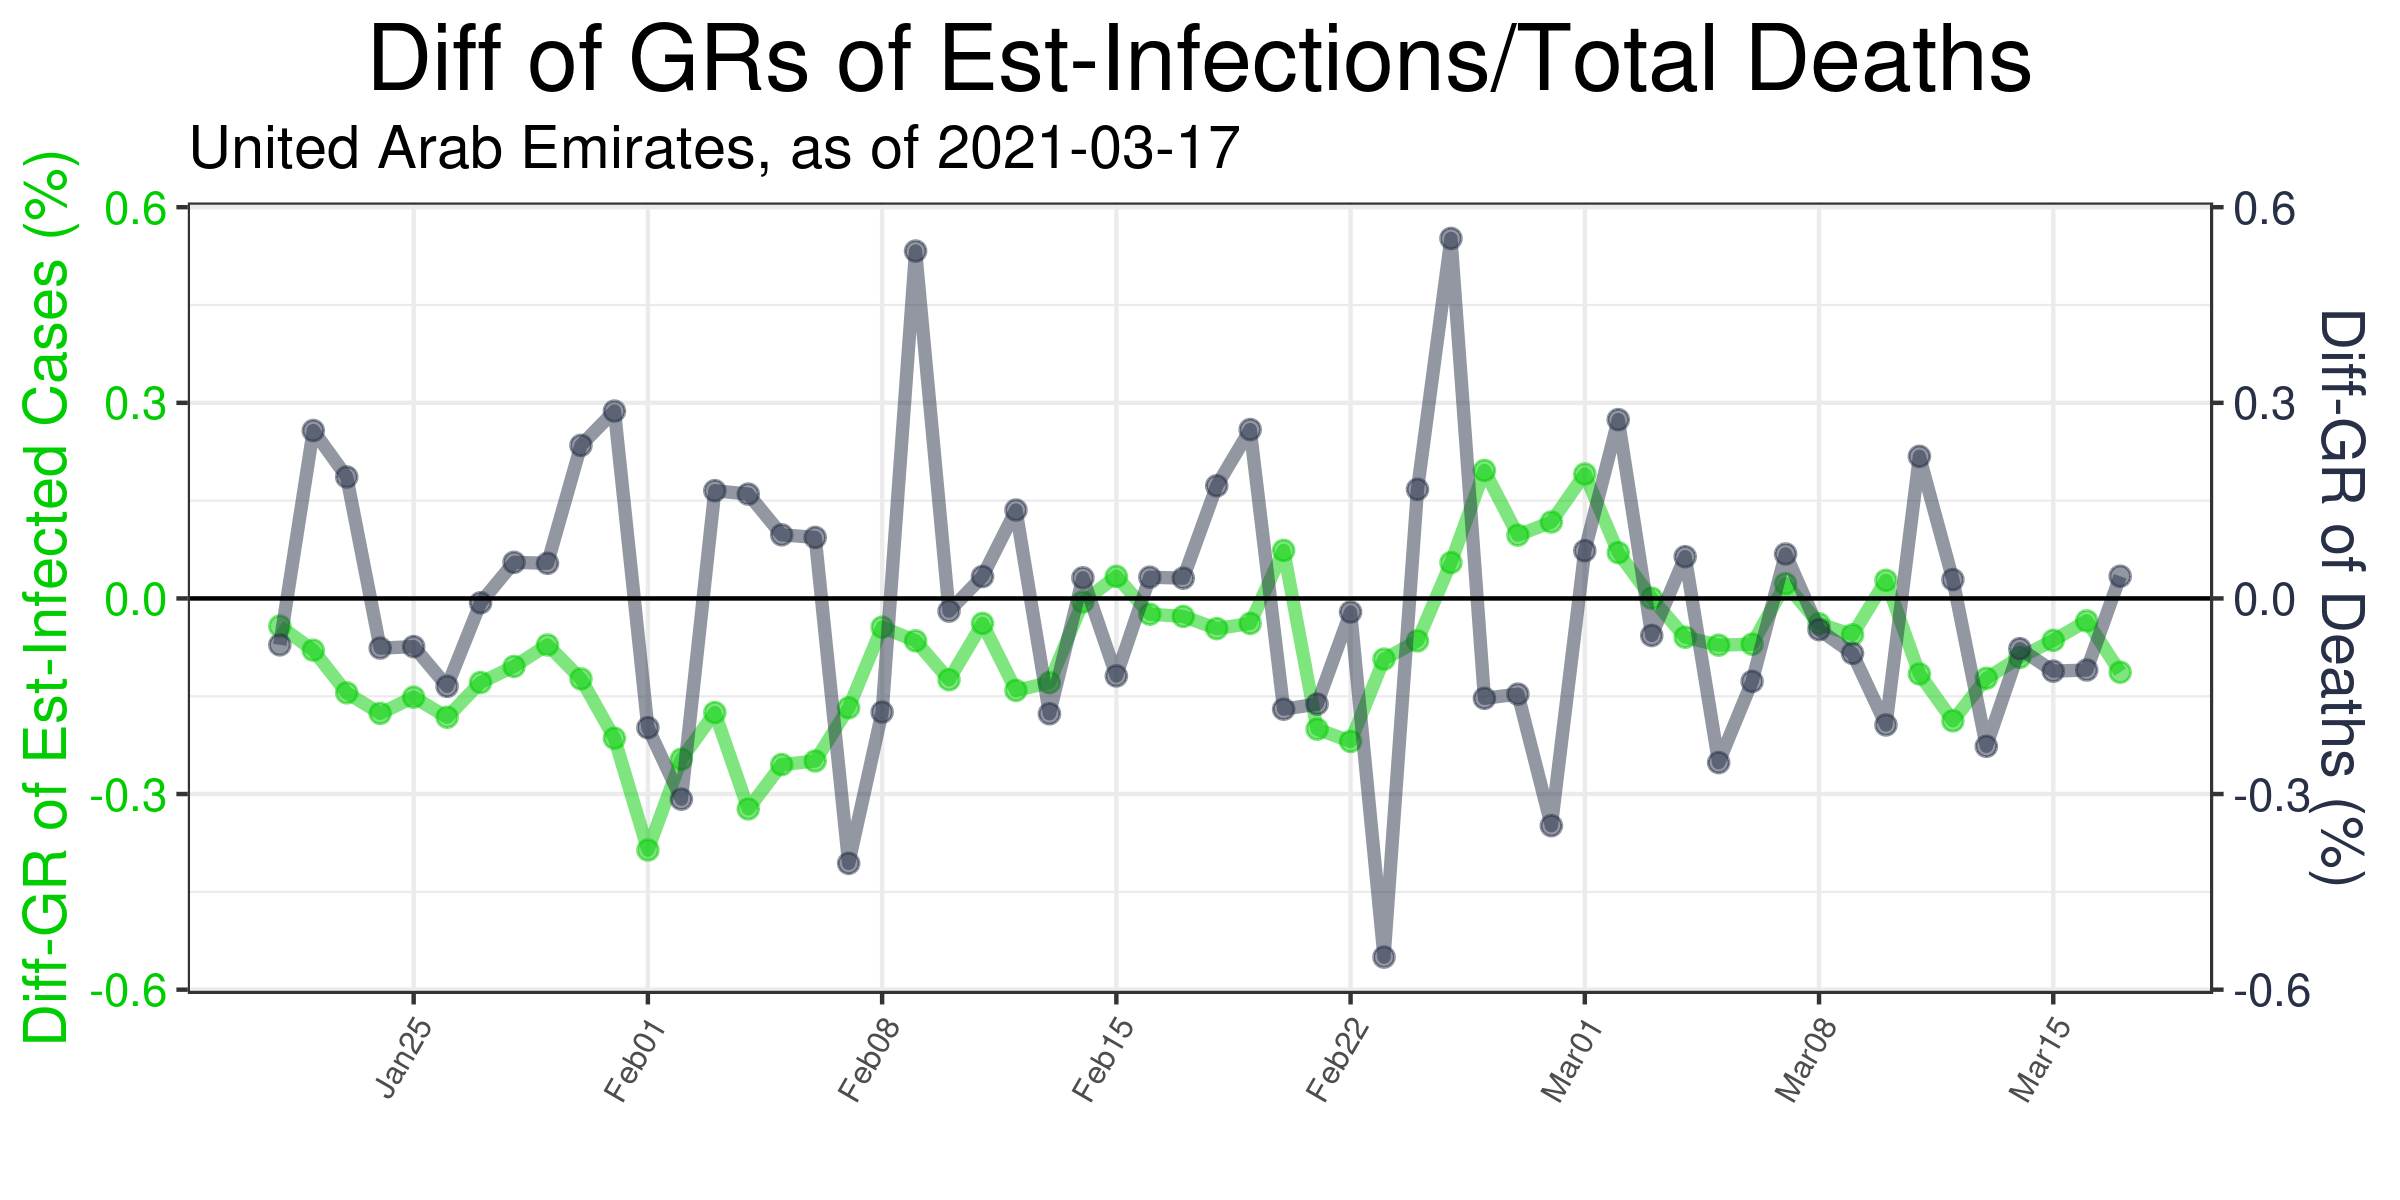 Diff of GRs of Est-Infections/Total Deaths
United Arab Emirates, as of 2021-03-17
Diff-GR of Est-Infected Cases (%)
0.6
0.3
0.0
-0.3
-0.6
0.6
0.3
0.0
-0.3
-0.6
Diff-GR of Deaths (%)
Jan25
Feb01
Feb08
Feb15
Feb22
Mar01
Mar08
Mar15